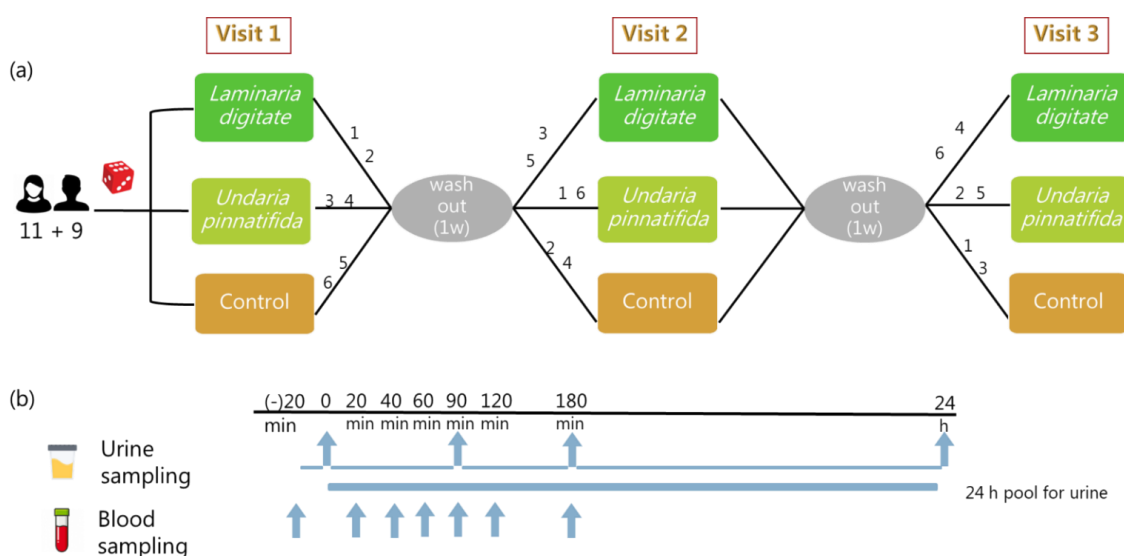 Visit 1
Visit 2
Visit 3
(a)
Laminaria
digitate
Laminaria
digitate
Laminaria
digitate
1
2
3
5
4
6
11 + 9
Undaria
pinnatifida
3 4
wash
out
(1w)
1 6
Undaria
pinnatifida
wash
out
(1w)
2 5
Undaria
pinnatifida
5
6
2
4
1
3
Control
Control
Control
(b)
(-)20 0 20 40 60 90 120 180 24
min min min min min min min h
Urine
sampling
24 h pool for urine
Blood
sampling